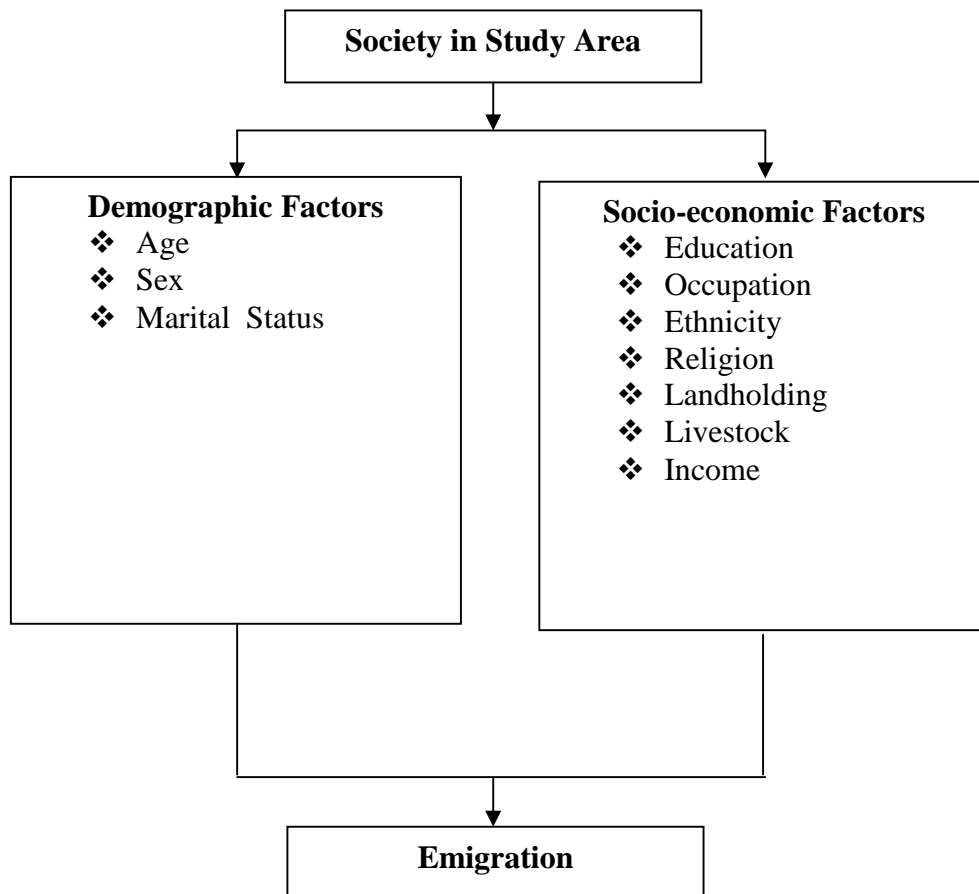 Society in Study Area
Demographic Factors
❖ Age
❖ Sex
❖ Marital Status
Socio-economic Factors
❖ Education
❖ Occupation
❖ Ethnicity
❖ Religion
❖ Landholding
❖ Livestock
❖ Income
Emigration